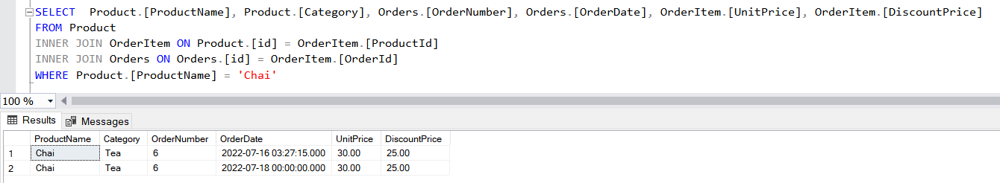 SELECT  Product.[ProductName], Product.[Category], Orders.[OrderNumber], Orders.[OrderDate], OrderItem.[UnitPrice], OrderItem.[DiscountPrice]
FROM Product
INNER JOIN OrderItem ON Product.[id] = OrderItem.[ProductId]
INNER JOIN Orders ON Orders.[id] = OrderItem.[OrderId]
WHERE Product.[ProductName] = 'Chai'
100 %
Results Messages
ProductName Category OrderNumber OrderDate UnitPrice DiscountPrice
1 Chai Tea 6 2022-07-16 03:27:15.000 30.00 25.00
2 Chai Tea 6 2022-07-18 00:00:00.000 30.00 25.00